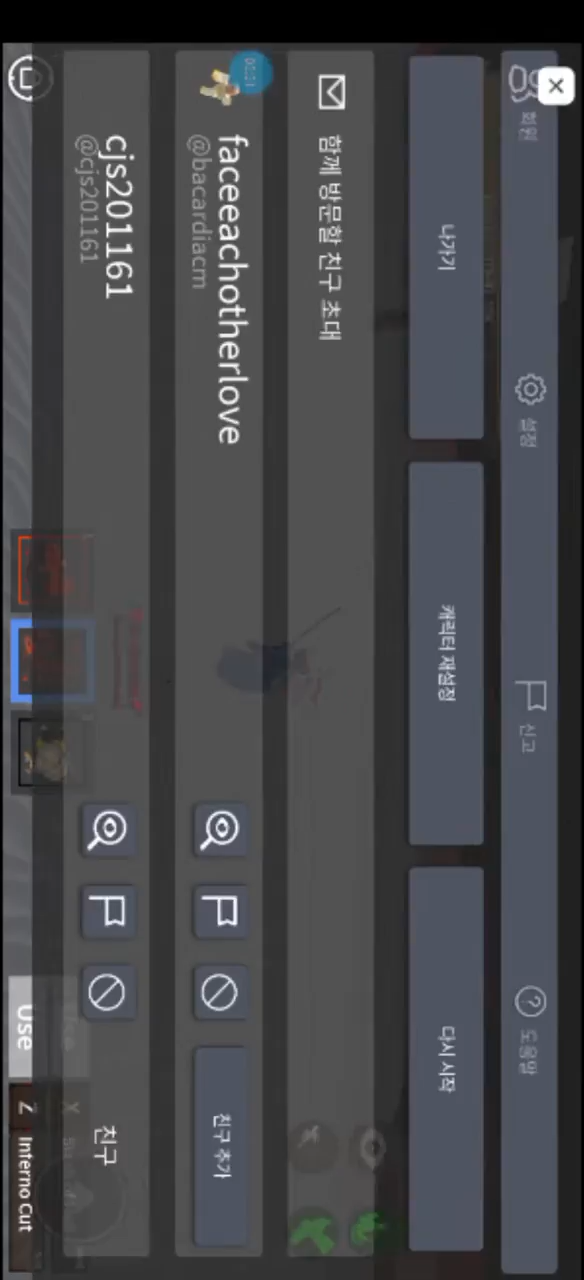 회원
설정
신고
도움말
나가기
캐릭터 재설정
다시 시작
함께 방문할 친구 초대
faceeachotherlove
@bacardiacm
친구 추가
cjs201161
@cjs201161
친구
Use
Z
Inferno Cut
X